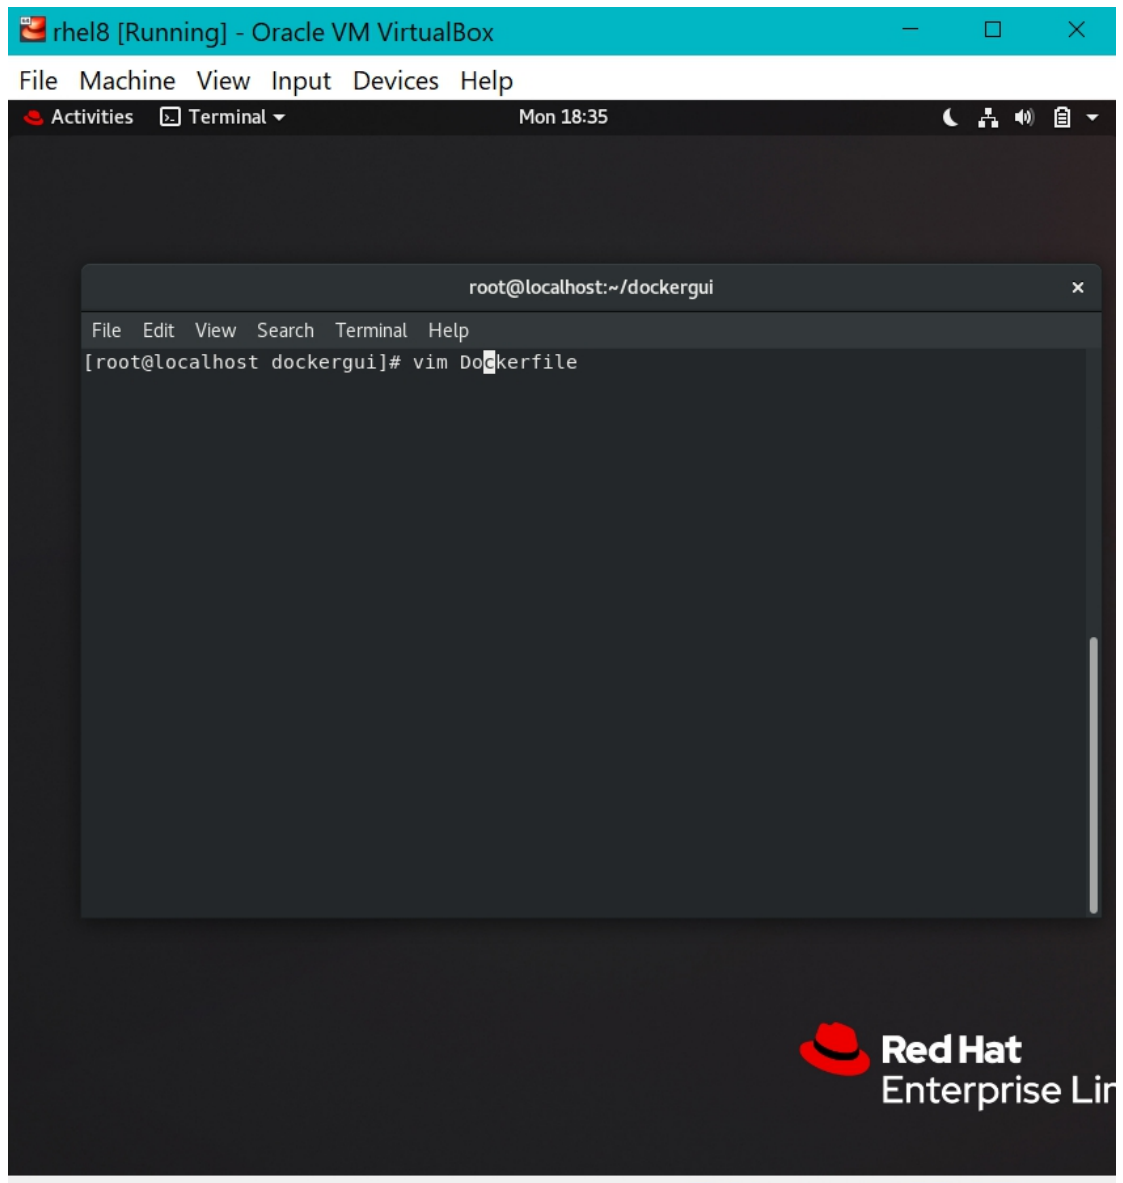 rhel8 [Running] - Oracle VM VirtualBox
File Machine View Input Devices Help
Activities Terminal Mon 18:35
root@localhost:~/dockergui
File Edit View Search Terminal Help
[root@localhost dockergui]# vim Dockerfile
Red Hat
Enterprise Lin